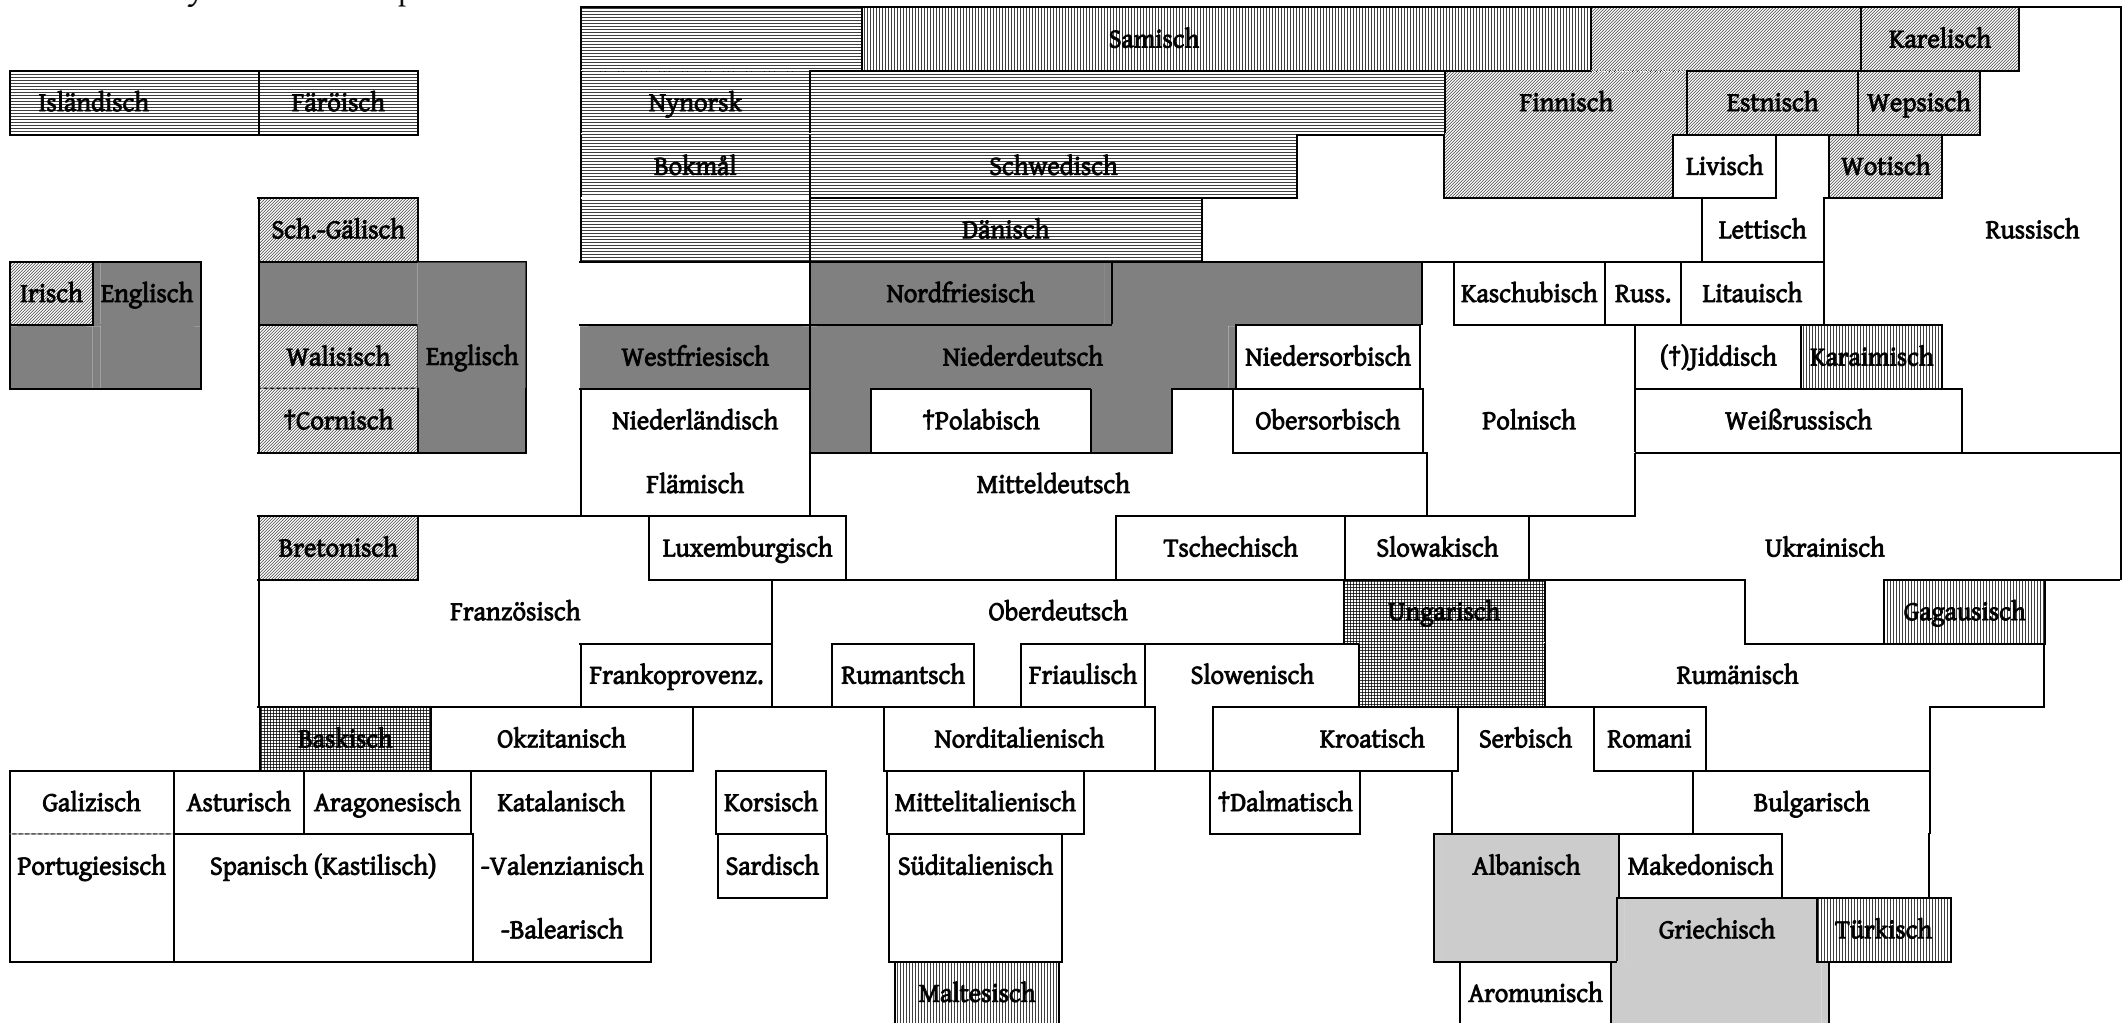 Samisch Karelisch
Isländisch Färöisch Nynorsk Finnisch Estnisch Wepsisch
Bokmål Schwedisch Livisch Wotisch
Sch.-Gälisch Dänisch Lettisch Russisch
Irisch Englisch Nordfriesisch Kaschubisch Russ. Litauisch
Walisisch Englisch Westfriesisch Niederdeutsch Niedersorbisch (†)Jiddisch Karaimisch
†Cornisch Niederländisch †Polabisch Obersorbisch Polnisch Weißrussisch
Flämisch Mitteldeutsch
Bretonisch Luxemburgisch Tschechisch Slowakisch Ukrainisch
Französisch Oberdeutsch Ungarisch Gagausisch
Frankoprovenz. Rumantsch Friaulisch Slowenisch Rumänisch
Baskisch Okzitanisch Norditalienisch Kroatisch Serbisch Romani
Galizisch Asturisch Aragonesisch Katalanisch Korsisch Mittelitalienisch †Dalmatisch Bulgarisch
Portugiesisch Spanisch (Kastilisch) -Valenzianisch Sardisch Süditalienisch Albanisch Makedonisch
-Balearisch Griechisch Türkisch
Maltesisch Aromunisch